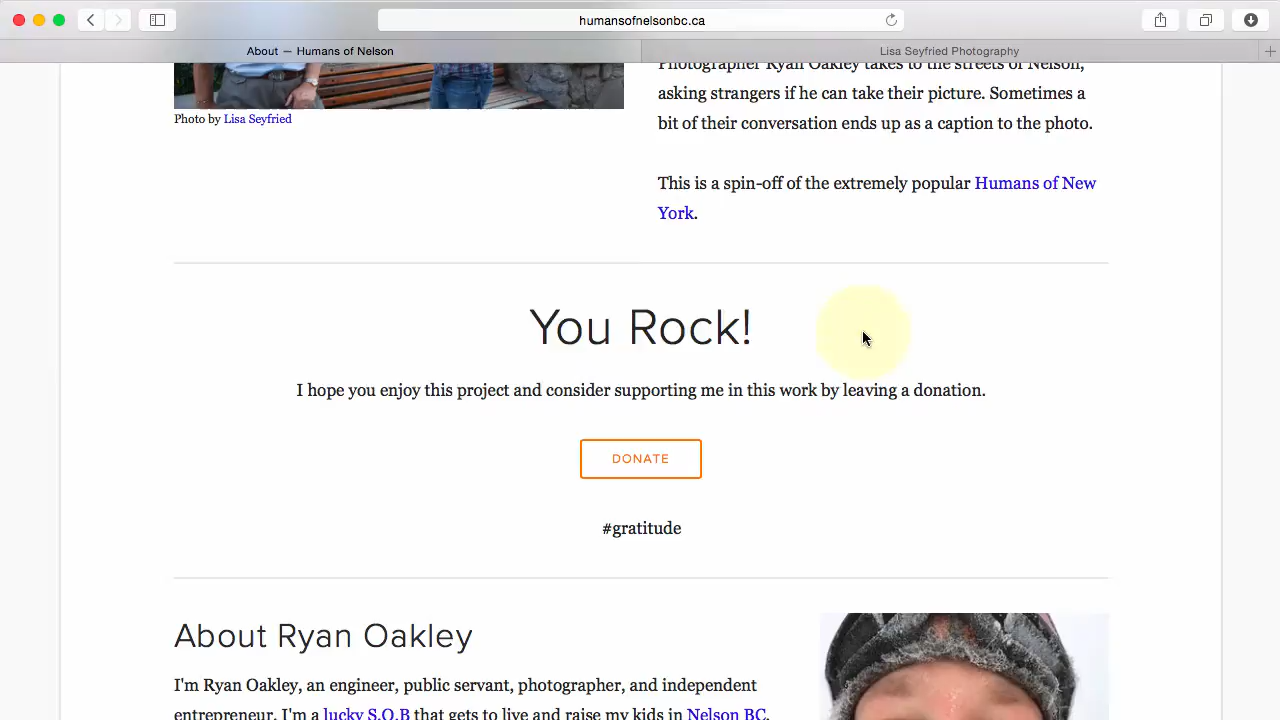 humansofnelsonbc.ca
About — Humans of Nelson
Lisa Seyfried Photography
Photographer Ryan Oakley takes to the streets of Nelson,
asking strangers if he can take their picture. Sometimes a
bit of their conversation ends up as a caption to the photo.
Photo by Lisa Seyfried
This is a spin-off of the extremely popular Humans of New
York.
You Rock!
I hope you enjoy this project and consider supporting me in this work by leaving a donation.
DONATE
#gratitude
About Ryan Oakley
I'm Ryan Oakley, an engineer, public servant, photographer, and independent
entrepreneur. I'm a lucky S.O.B that gets to live and raise my kids in Nelson BC.